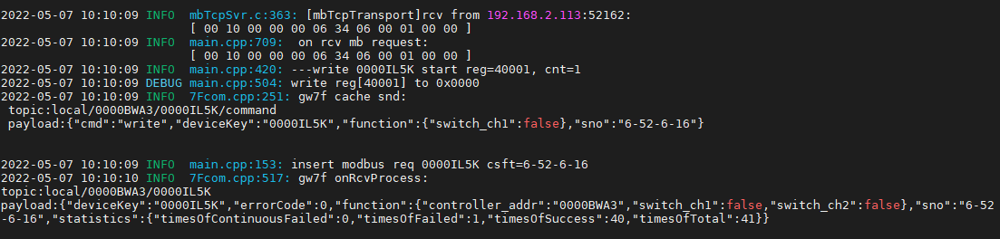 2022-05-07 10:10:09 INFO  mbTcpSvr.c:363: [mbTcpTransport]rcv from 192.168.2.113:52162:
[ 00 10 00 00 00 06 34 06 00 01 00 00 ]
2022-05-07 10:10:09 INFO  main.cpp:709:  on rcv mb request:
[ 00 10 00 00 00 06 34 06 00 01 00 00 ]
2022-05-07 10:10:09 INFO  main.cpp:420: ---write 0000IL5K start reg=40001, cnt=1
2022-05-07 10:10:09 DEBUG main.cpp:504: write reg[40001] to 0x0000
2022-05-07 10:10:09 INFO  7Fcom.cpp:251: gw7f cache snd:
topic:local/0000BWA3/0000IL5K/command
payload:{"cmd":"write","deviceKey":"0000IL5K","function":{"switch_ch1":false},"sno":"6-52-6-16"}
2022-05-07 10:10:09 INFO  main.cpp:153: insert modbus req 0000IL5K csft=6-52-6-16
2022-05-07 10:10:10 INFO  7Fcom.cpp:517: gw7f onRcvProcess:
topic:local/0000BWA3/0000IL5K
payload:{"deviceKey":"0000IL5K","errorCode":0,"function":{"controller_addr":"0000BWA3","switch_ch1":false,"switch_ch2":false},"sno":"6-52
-6-16","statistics":{"timesOfContinuousFailed":0,"timesOfFailed":1,"timesOfSuccess":40,"timesOfTotal":41}}